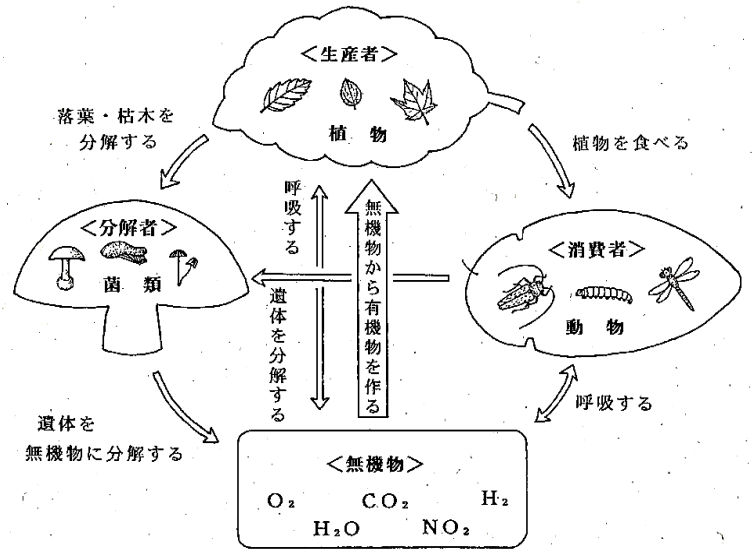 ＜生産者＞
植物
落葉・枯木を
分解する
植物を食べる
＜分解者＞
菌類
呼吸する
無機物から有機物を作る
＜消費者＞
動物
遺体を分解する
遺体を
無機物に分解する
呼吸する
＜無機物＞
O₂ CO₂ H₂
H₂O NO₂